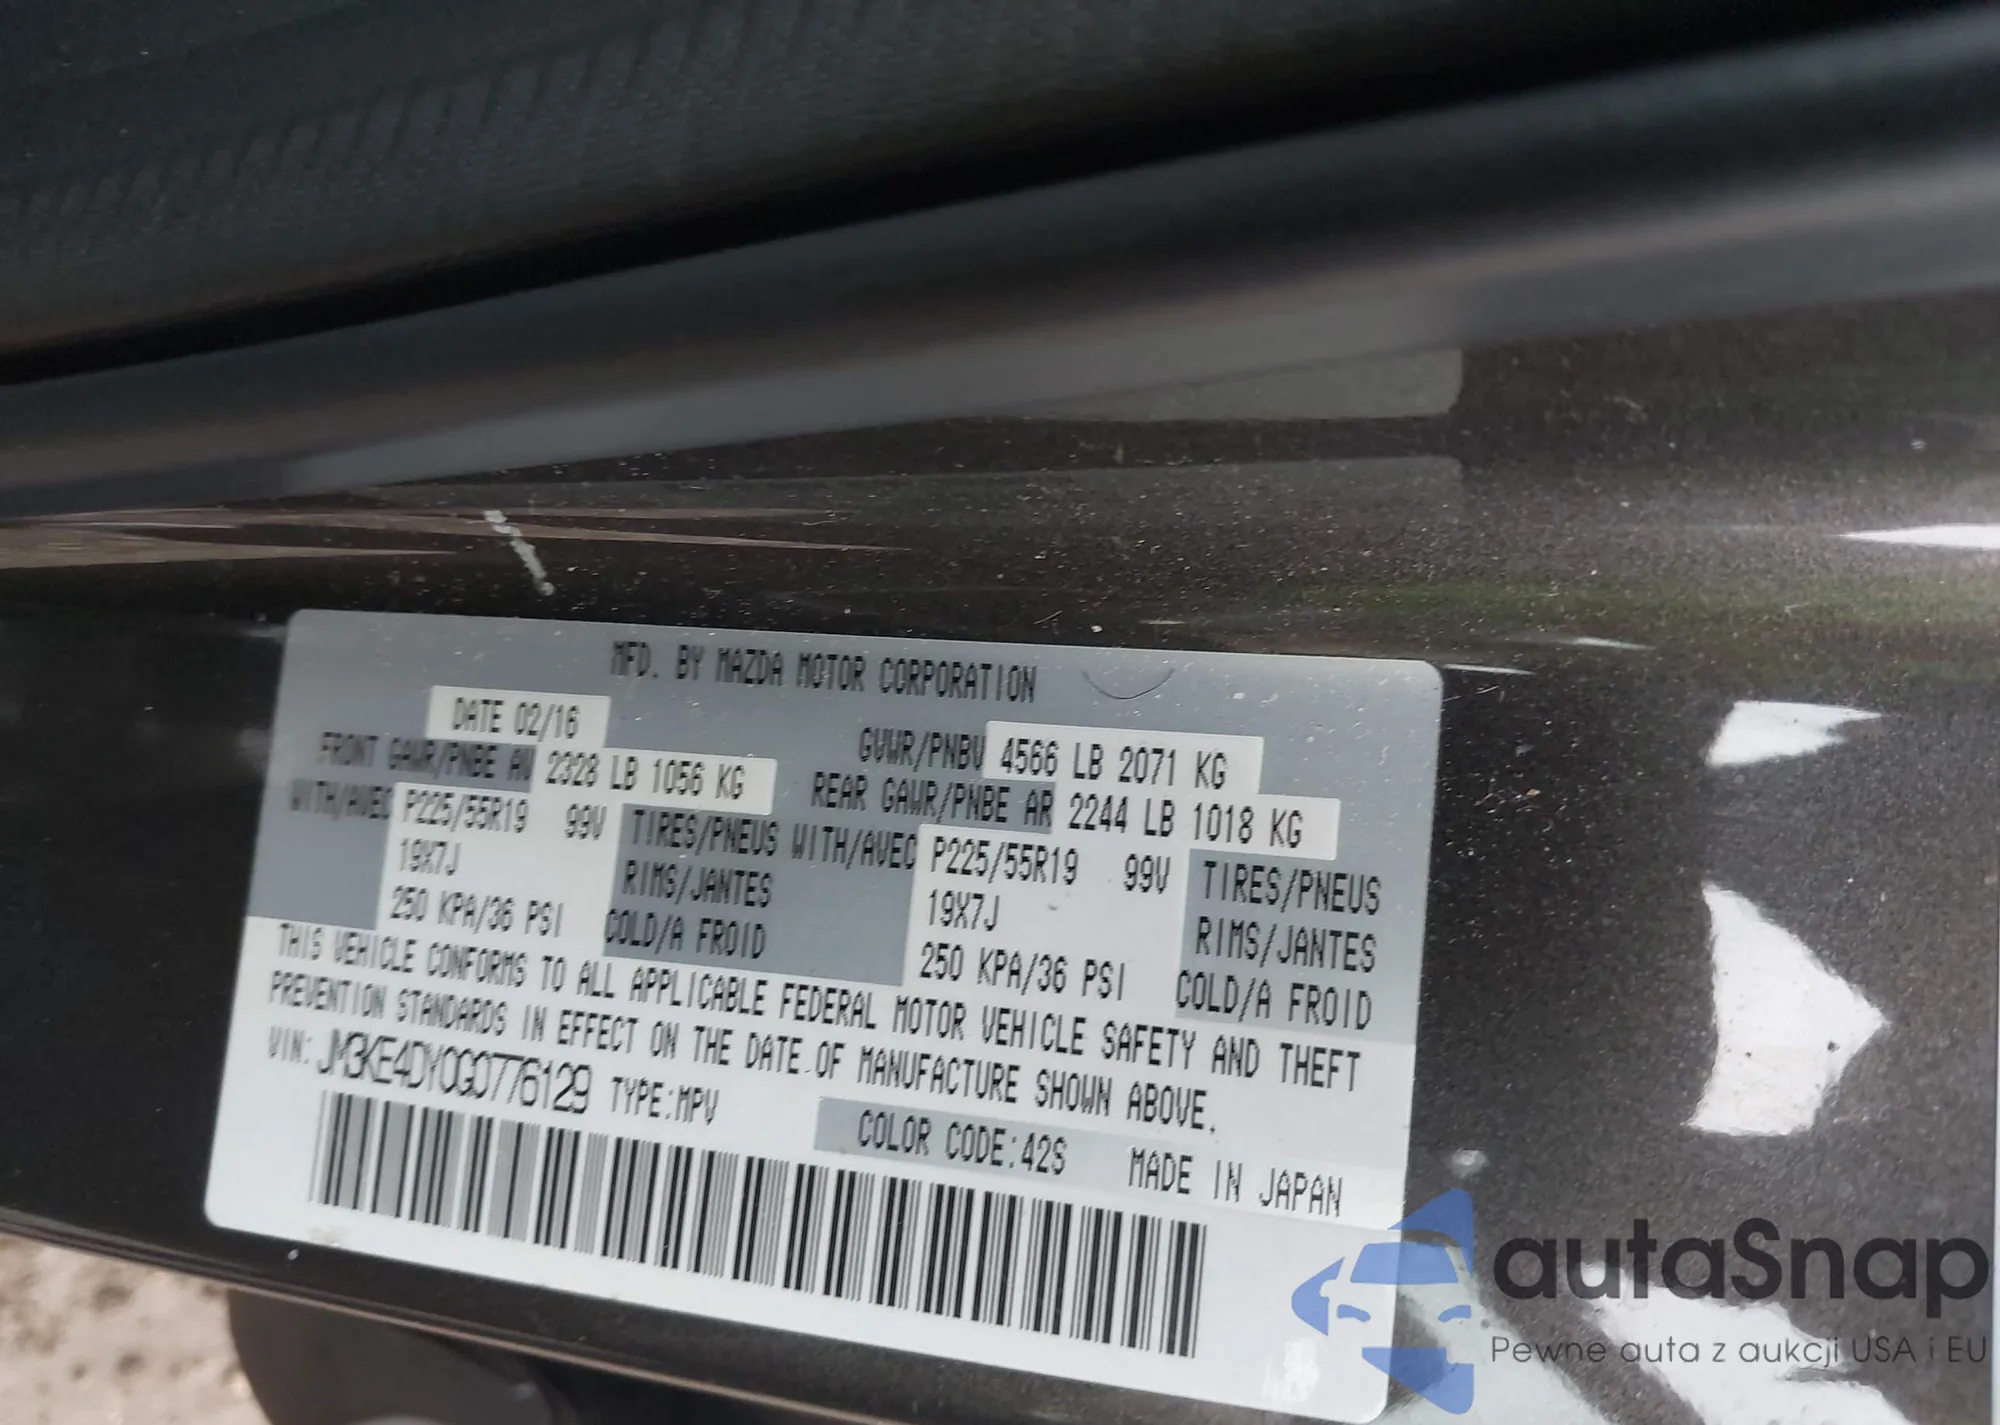 MFD. BY MAZDA MOTOR CORPORATION
DATE 02/16 GVWR/PNBV 4566 LB 2071 KG
FRONT GAWR/PNBE AV 2328 LB 1056 KG REAR GAWR/PNBE AR 2244 LB 1018 KG
WITH/AVEC P225/55R19 99V TIRES/PNEUS WITH/AVEC P225/55R19 99V TIRES/PNEUS
19X7J RIMS/JANTES 19X7J RIMS/JANTES
250 KPA/36 PSI COLD/A FROID 250 KPA/36 PSI COLD/A FROID
THIS VEHICLE CONFORMS TO ALL APPLICABLE FEDERAL MOTOR VEHICLE SAFETY AND THEFT
PREVENTION STANDARDS IN EFFECT ON THE DATE OF MANUFACTURE SHOWN ABOVE.
VIN: JM3KE4DY0G0776129 TYPE:MPV
COLOR CODE:42S MADE IN JAPAN
autaSnap
Pewne auta z aukcji USA i EU